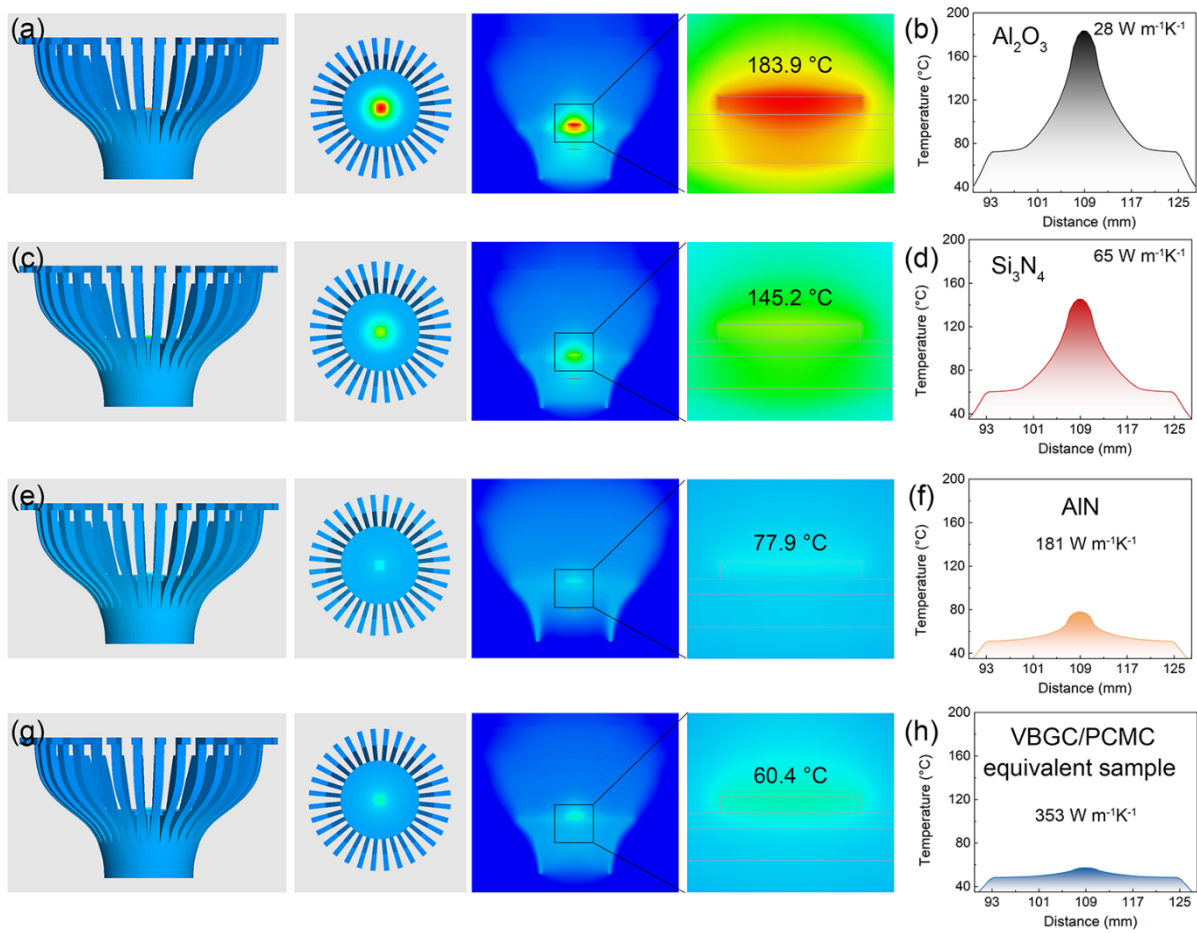 (a)
183.9 °C
(b)
Al₂O₃
28 W m⁻¹K⁻¹
Temperature (°C)
200
160
120
80
40
93 101 109 117 125
Distance (mm)
(c)
145.2 °C
(d)
Si₃N₄
65 W m⁻¹K⁻¹
Temperature (°C)
200
160
120
80
40
93 101 109 117 125
Distance (mm)
(e)
77.9 °C
(f)
AlN
181 W m⁻¹K⁻¹
Temperature (°C)
200
160
120
80
40
93 101 109 117 125
Distance (mm)
(g)
60.4 °C
(h)
VBGC/PCMC
equivalent sample
353 W m⁻¹K⁻¹
Temperature (°C)
200
160
120
80
40
93 101 109 117 125
Distance (mm)